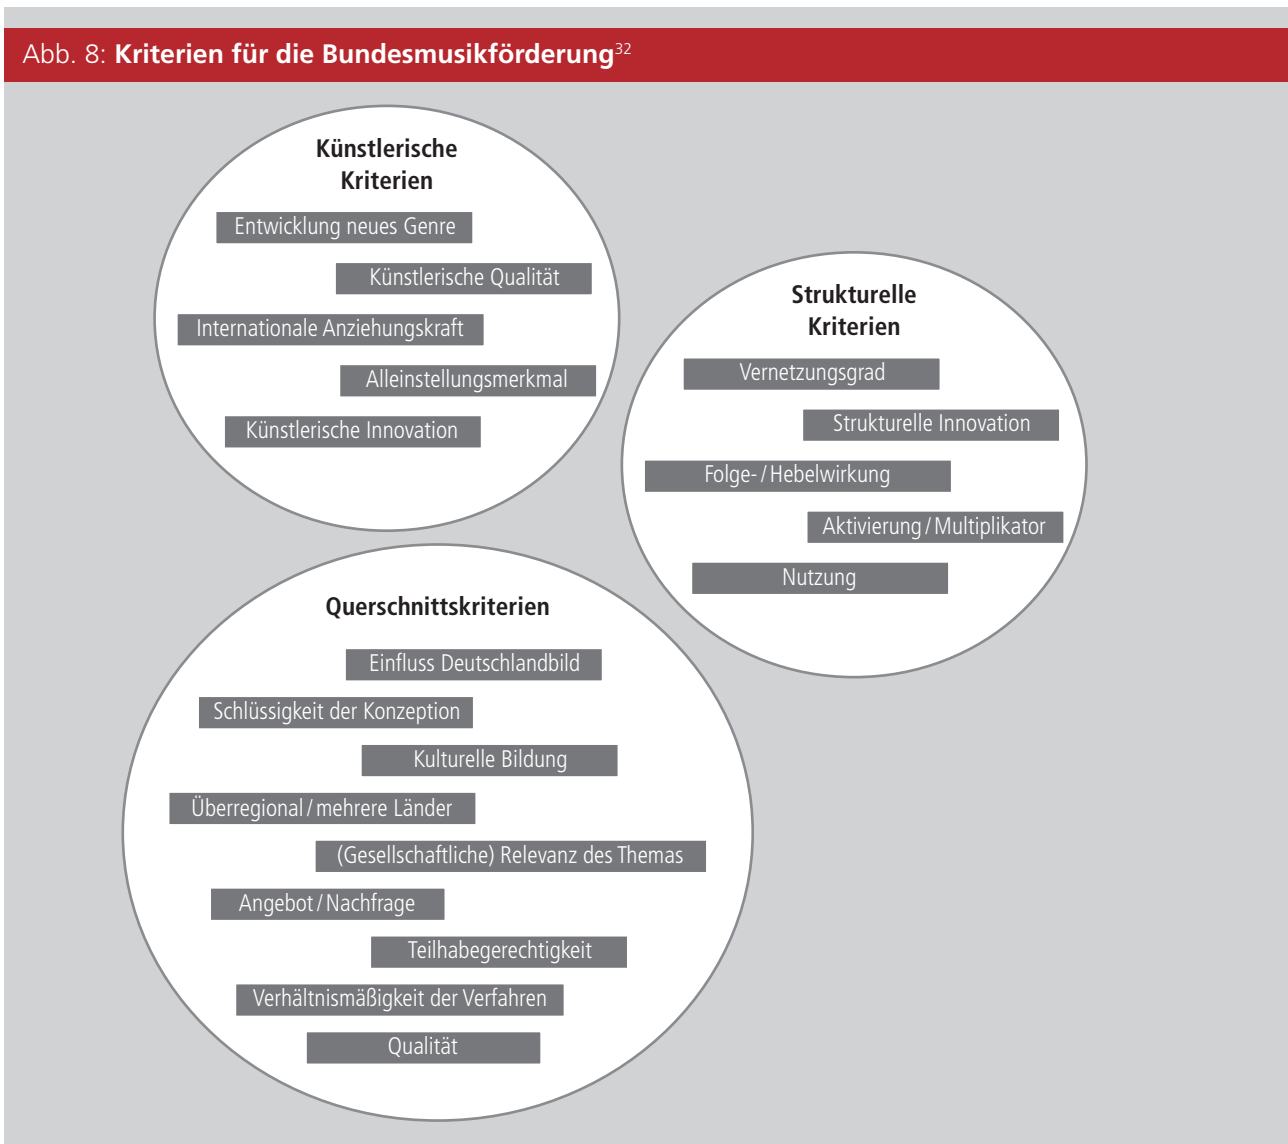 Abb. 8: Kriterien für die Bundesmusikförderung32
Künstlerische
Kriterien
Entwicklung neues Genre
Künstlerische Qualität
Internationale Anziehungskraft
Alleinstellungsmerkmal
Künstlerische Innovation
Strukturelle
Kriterien
Vernetzungsgrad
Strukturelle Innovation
Folge- / Hebelwirkung
Aktivierung / Multiplikator
Nutzung
Querschnittskriterien
Einfluss Deutschlandbild
Schlüssigkeit der Konzeption
Kulturelle Bildung
Überregional / mehrere Länder
(Gesellschaftliche) Relevanz des Themas
Angebot / Nachfrage
Teilhabegerechtigkeit
Verhältnismäßigkeit der Verfahren
Qualität